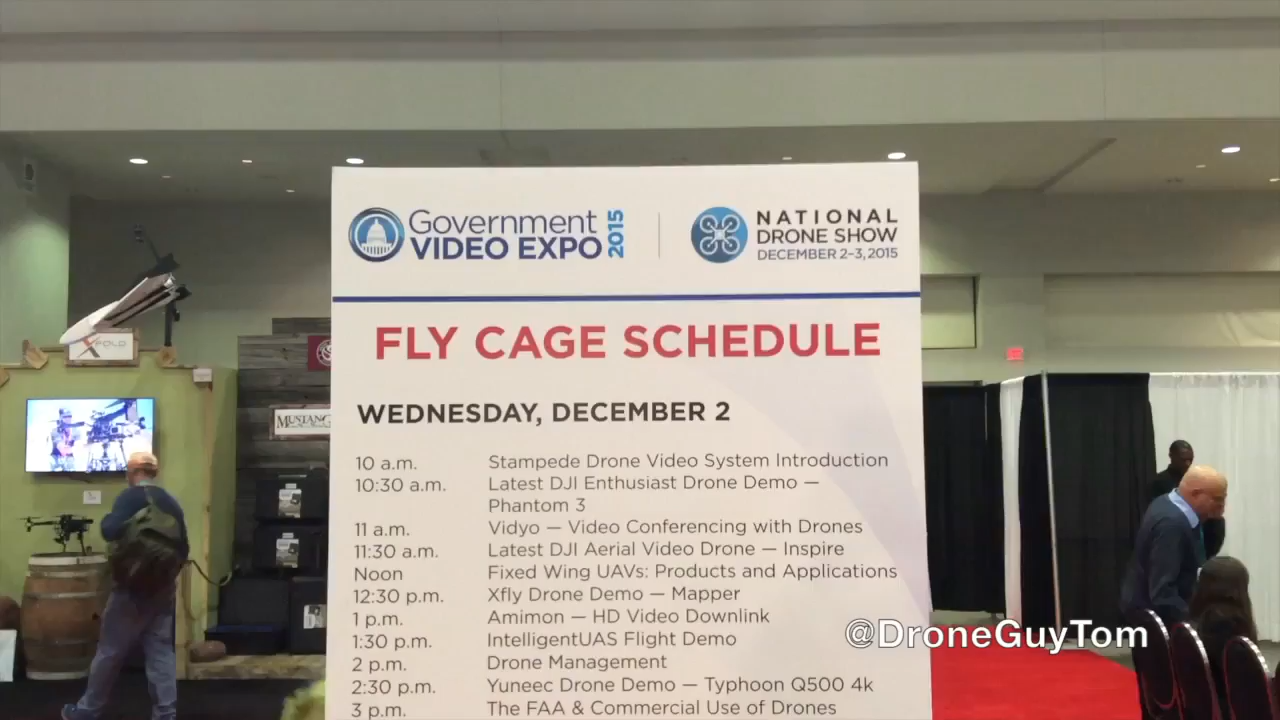 Government
VIDEO EXPO
2015
NATIONAL
DRONE SHOW
DECEMBER 2-3, 2015
FLY CAGE SCHEDULE
WEDNESDAY, DECEMBER 2
10 a.m. Stampede Drone Video System Introduction
10:30 a.m. Latest DJI Enthusiast Drone Demo —
Phantom 3
11 a.m. Vidyo — Video Conferencing with Drones
11:30 a.m. Latest DJI Aerial Video Drone — Inspire
Noon Fixed Wing UAVs: Products and Applications
12:30 p.m. Xfly Drone Demo — Mapper
1 p.m. Amimon — HD Video Downlink
1:30 p.m. IntelligentUAS Flight Demo
2 p.m. Drone Management
2:30 p.m. Yuneec Drone Demo — Typhoon Q500 4k
3 p.m. The FAA & Commercial Use of Drones
XFOLD
MUSTANG
@DroneGuyTom